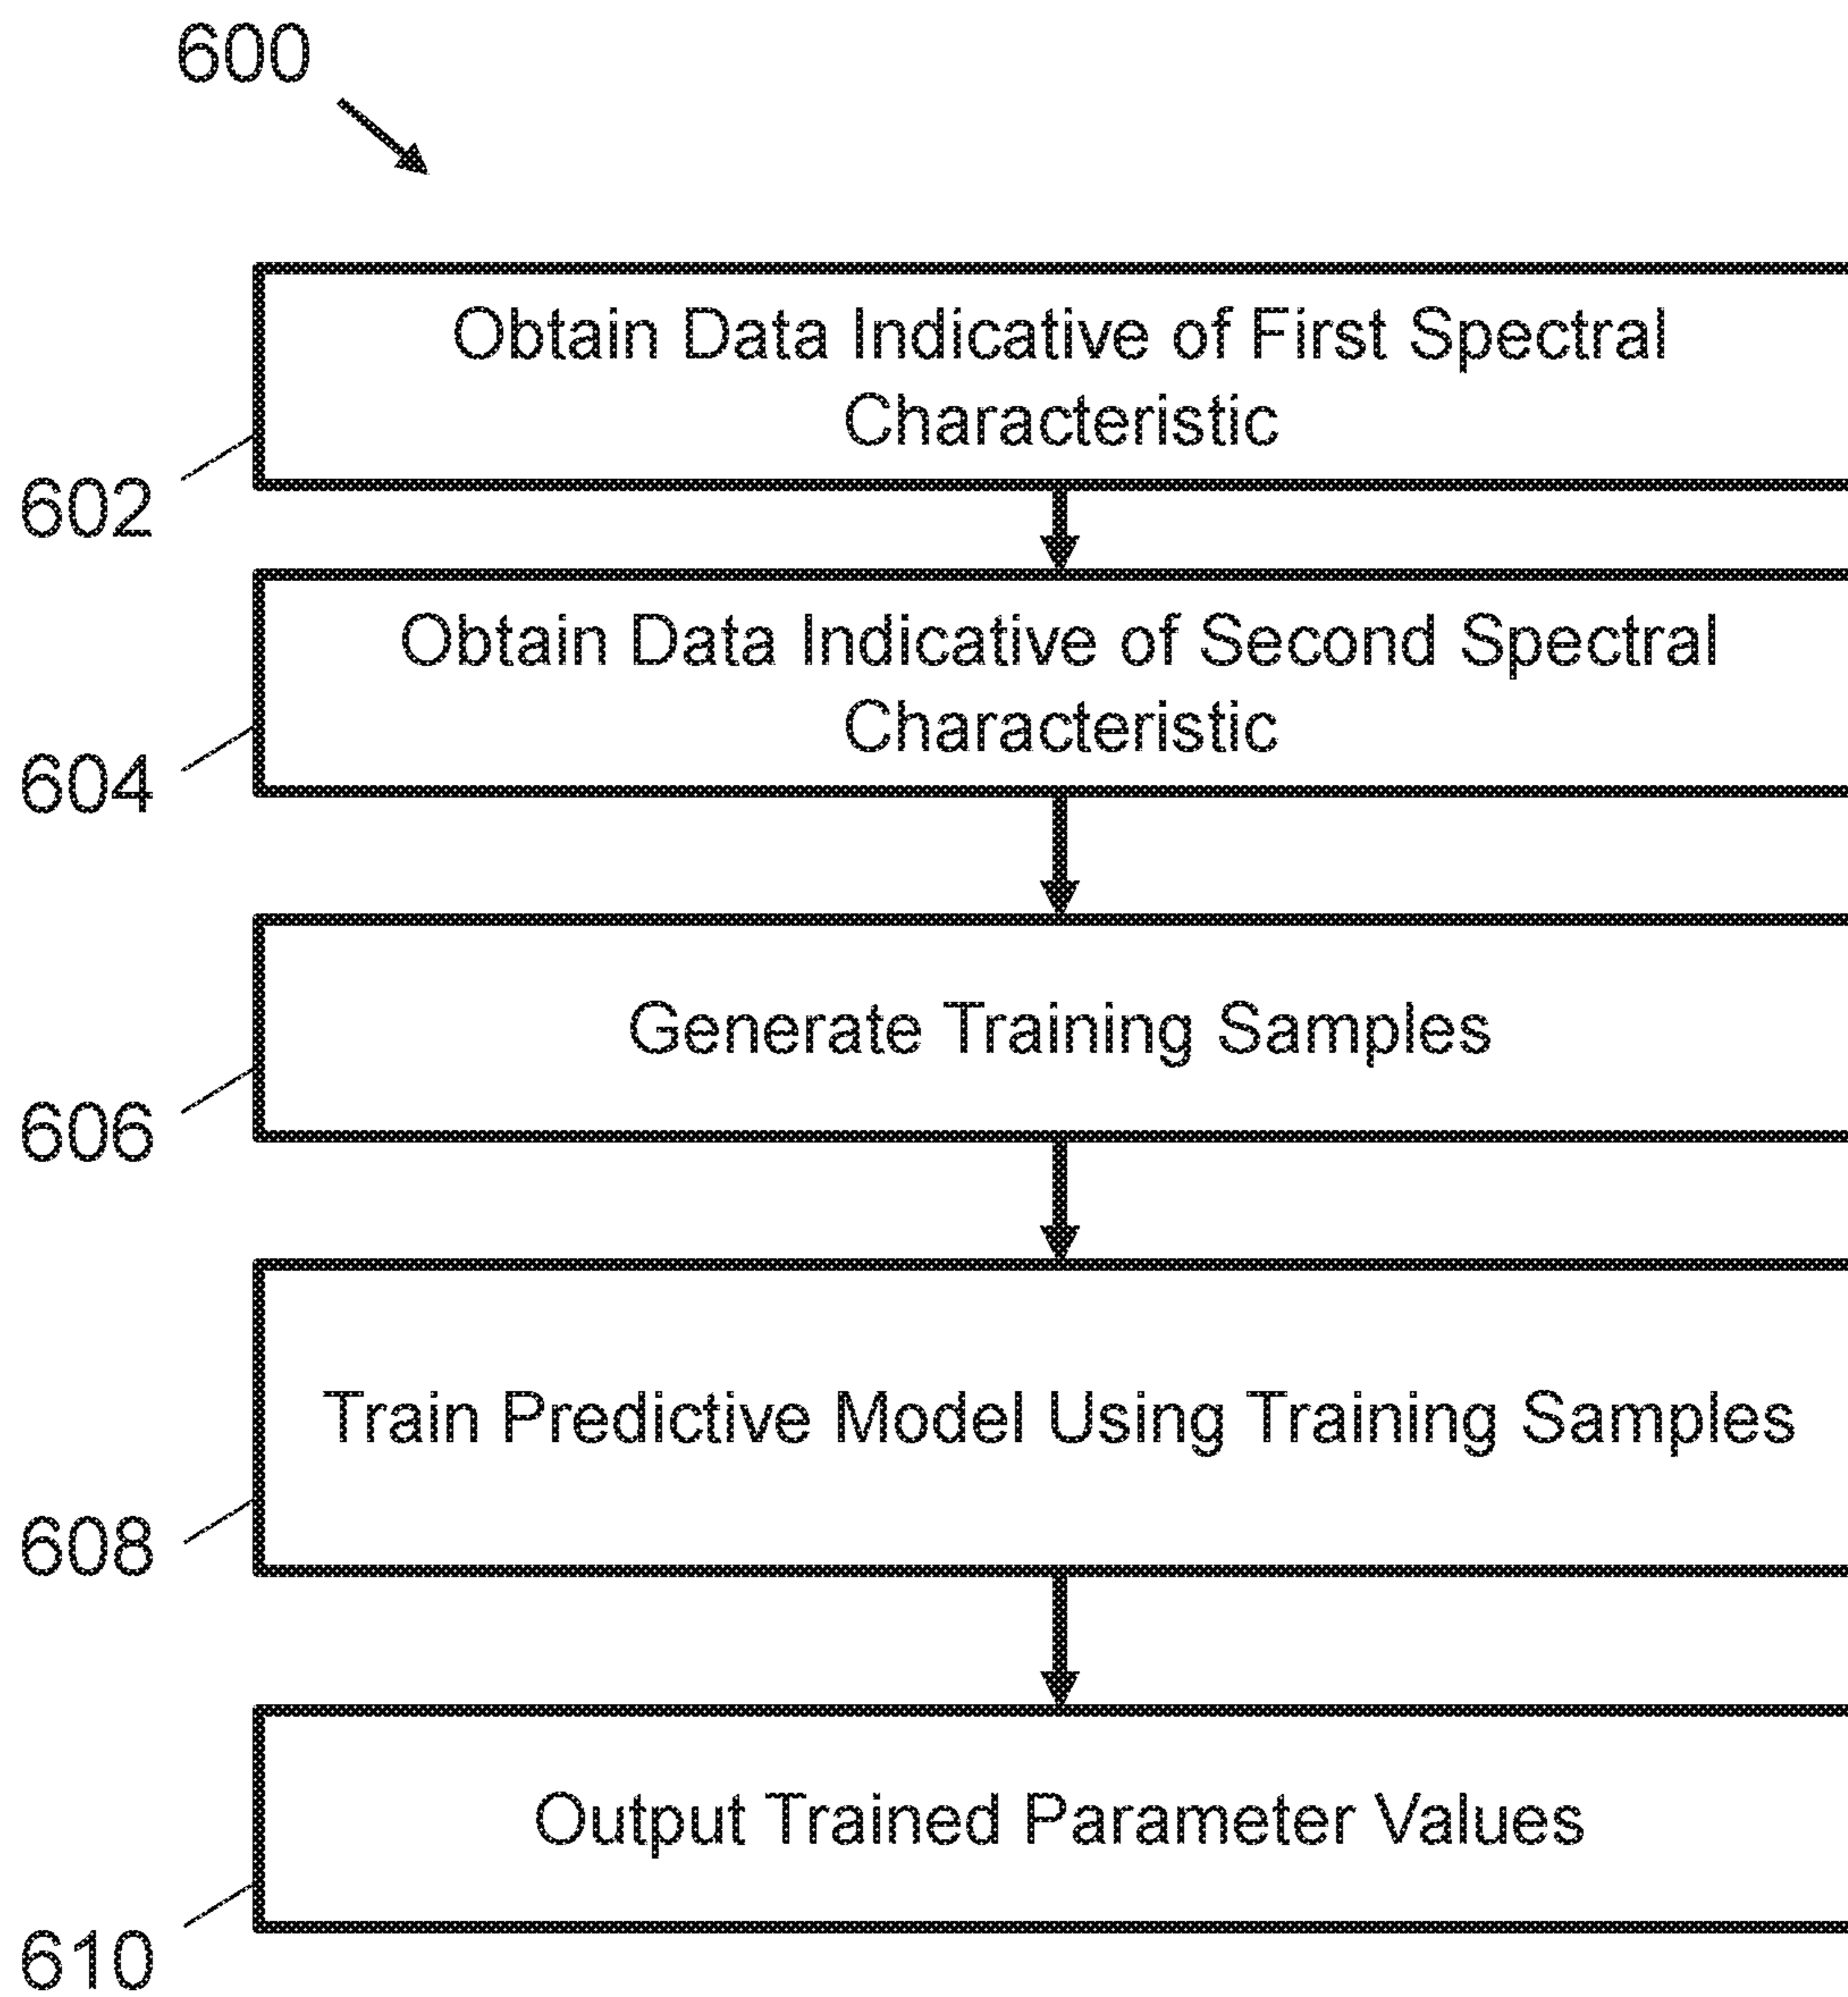 600
Obtain Data Indicative of First Spectral
Characteristic
602
Obtain Data Indicative of Second Spectral
Characteristic
604
Generate Training Samples
606
Train Predictive Model Using Training Samples
608
Output Trained Parameter Values
610